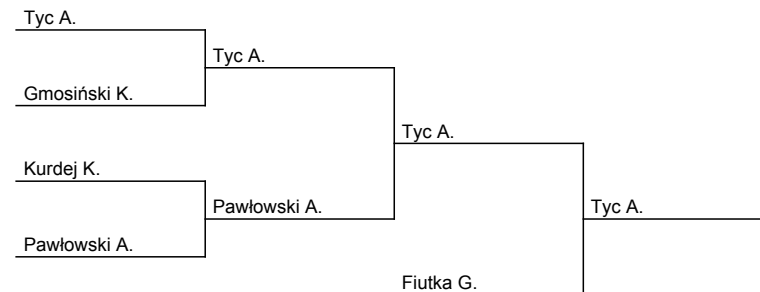 Tyc A.
Tyc A.
Gmosiński K.
Tyc A.
Kurdej K.
Pawłowski A.
Tyc A.
Pawłowski A.
Fiutka G.